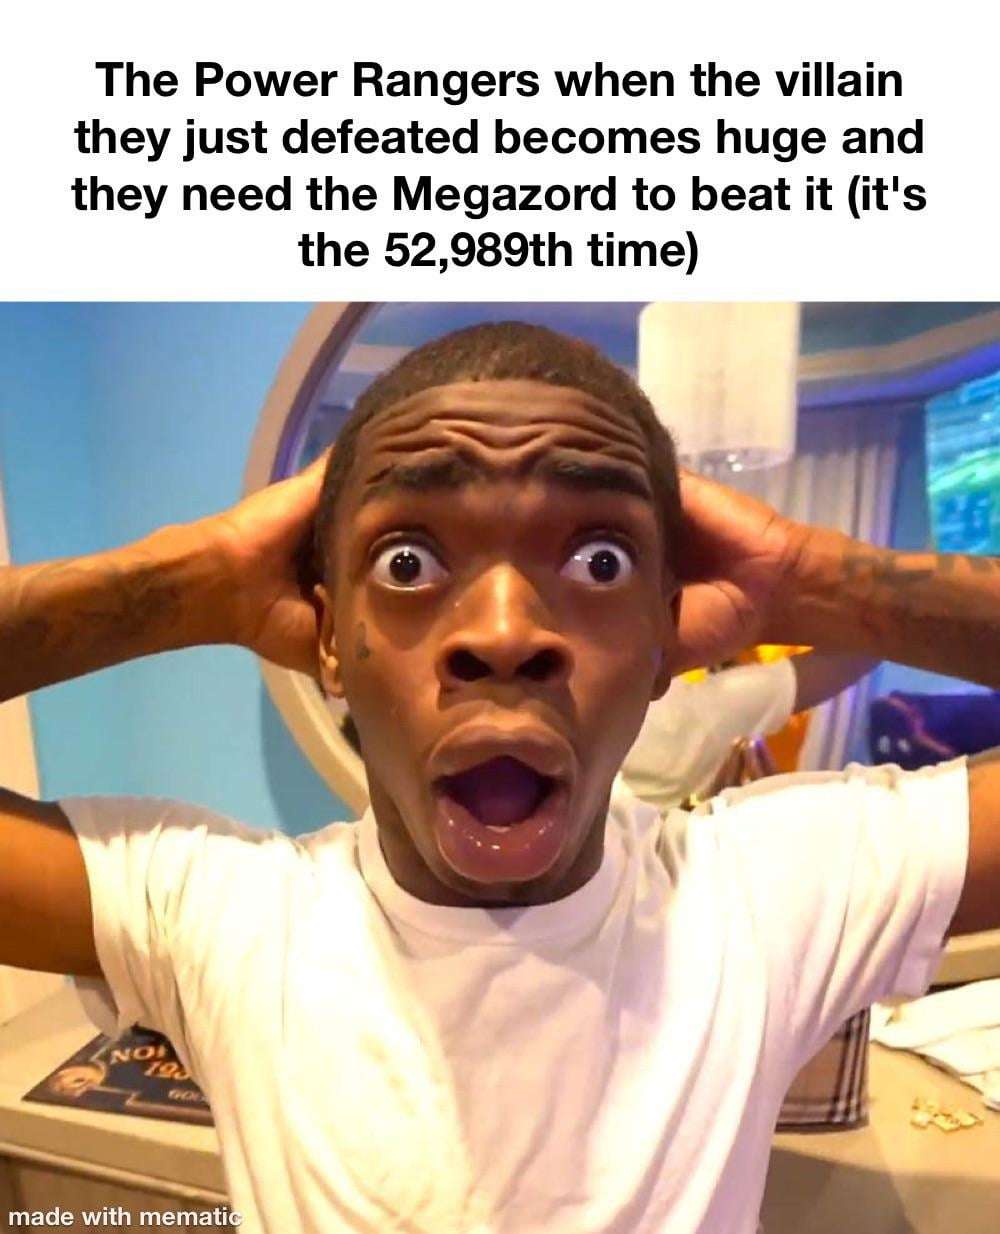 The Power Rangers when the villain
they just defeated becomes huge and
they need the Megazord to beat it (it's
the 52,989th time)
made with mematic